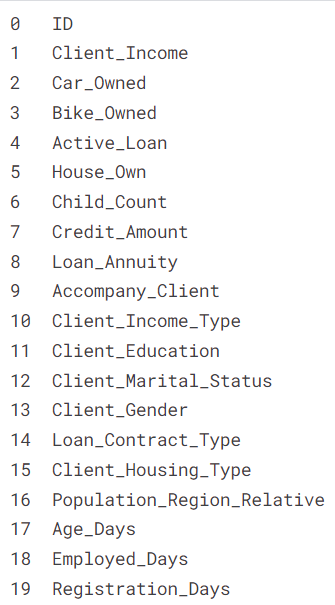 0 ID
1 Client_Income
2 Car_Owned
3 Bike_Owned
4 Active_Loan
5 House_Own
6 Child_Count
7 Credit_Amount
8 Loan_Annuity
9 Accompany_Client
10 Client_Income_Type
11 Client_Education
12 Client_Marital_Status
13 Client_Gender
14 Loan_Contract_Type
15 Client_Housing_Type
16 Population_Region_Relative
17 Age_Days
18 Employed_Days
19 Registration_Days